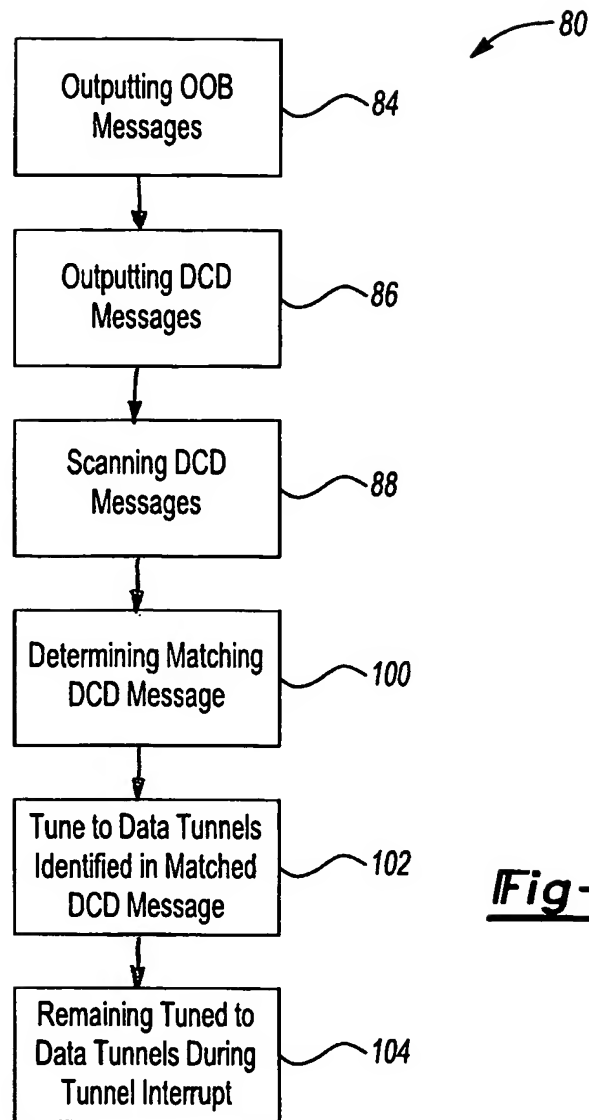 80
Outputting OOB
Messages
84
Outputting DCD
Messages
86
Scanning DCD
Messages
88
Determining Matching
DCD Message
100
Tune to Data Tunnels
Identified in Matched
DCD Message
102
Fig-
Remaining Tuned to
Data Tunnels During
Tunnel Interrupt
104